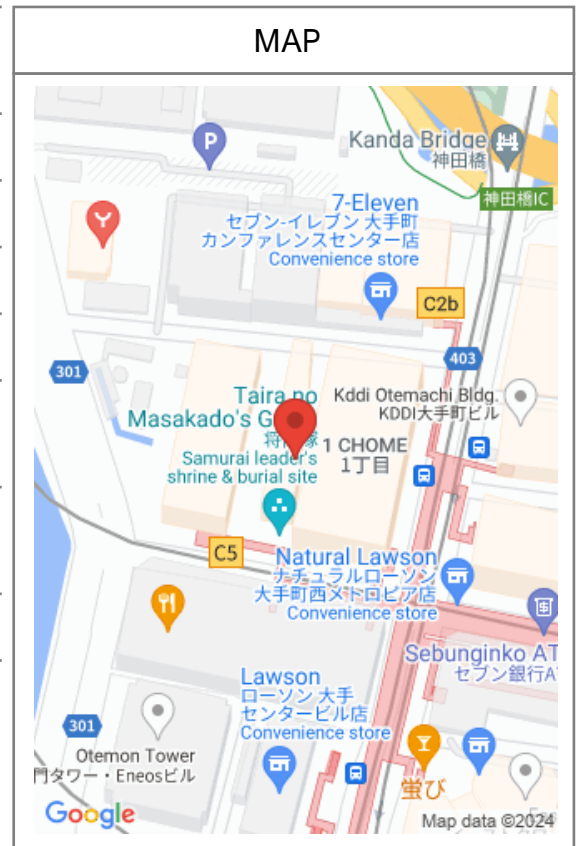 MAP
Kanda Bridge
神田橋
P
7-Eleven
セブン-イレブン 大手町
カンファレンスセンター店
Convenience store
神田橋IC
C2b
403
301
Taira no
Masakado's G
Samurai leader's
shrine & burial site
Kddi Otemachi Bldg.
KDDI大手町ビル
1 CHOME
1丁目
C5
Natural Lawson
ナチュラルローソン
大手町西メトロピア店
Convenience store
Sebunginko AT
セブン銀行A
Lawson
ローソン 大手
センタービル店
Convenience store
301
Otemon Tower
門タワー・Eneosビル
蛍び
Google
Map data ©2024